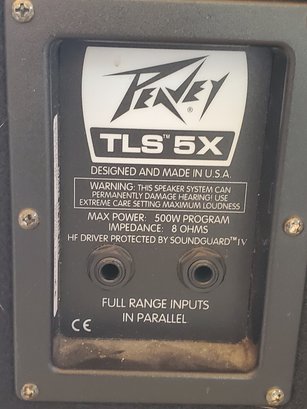 PEAVEY®
TLS™ 5X
DESIGNED AND MADE IN U.S.A.
WARNING: THIS SPEAKER SYSTEM CAN
PERMANENTLY DAMAGE HEARING! USE
EXTREME CARE SETTING MAXIMUM LOUDNESS
MAX POWER: 500W PROGRAM
IMPEDANCE: 8 OHMS
HF DRIVER PROTECTED BY SOUNDGUARD™ IV
FULL RANGE INPUTS
IN PARALLEL
CE